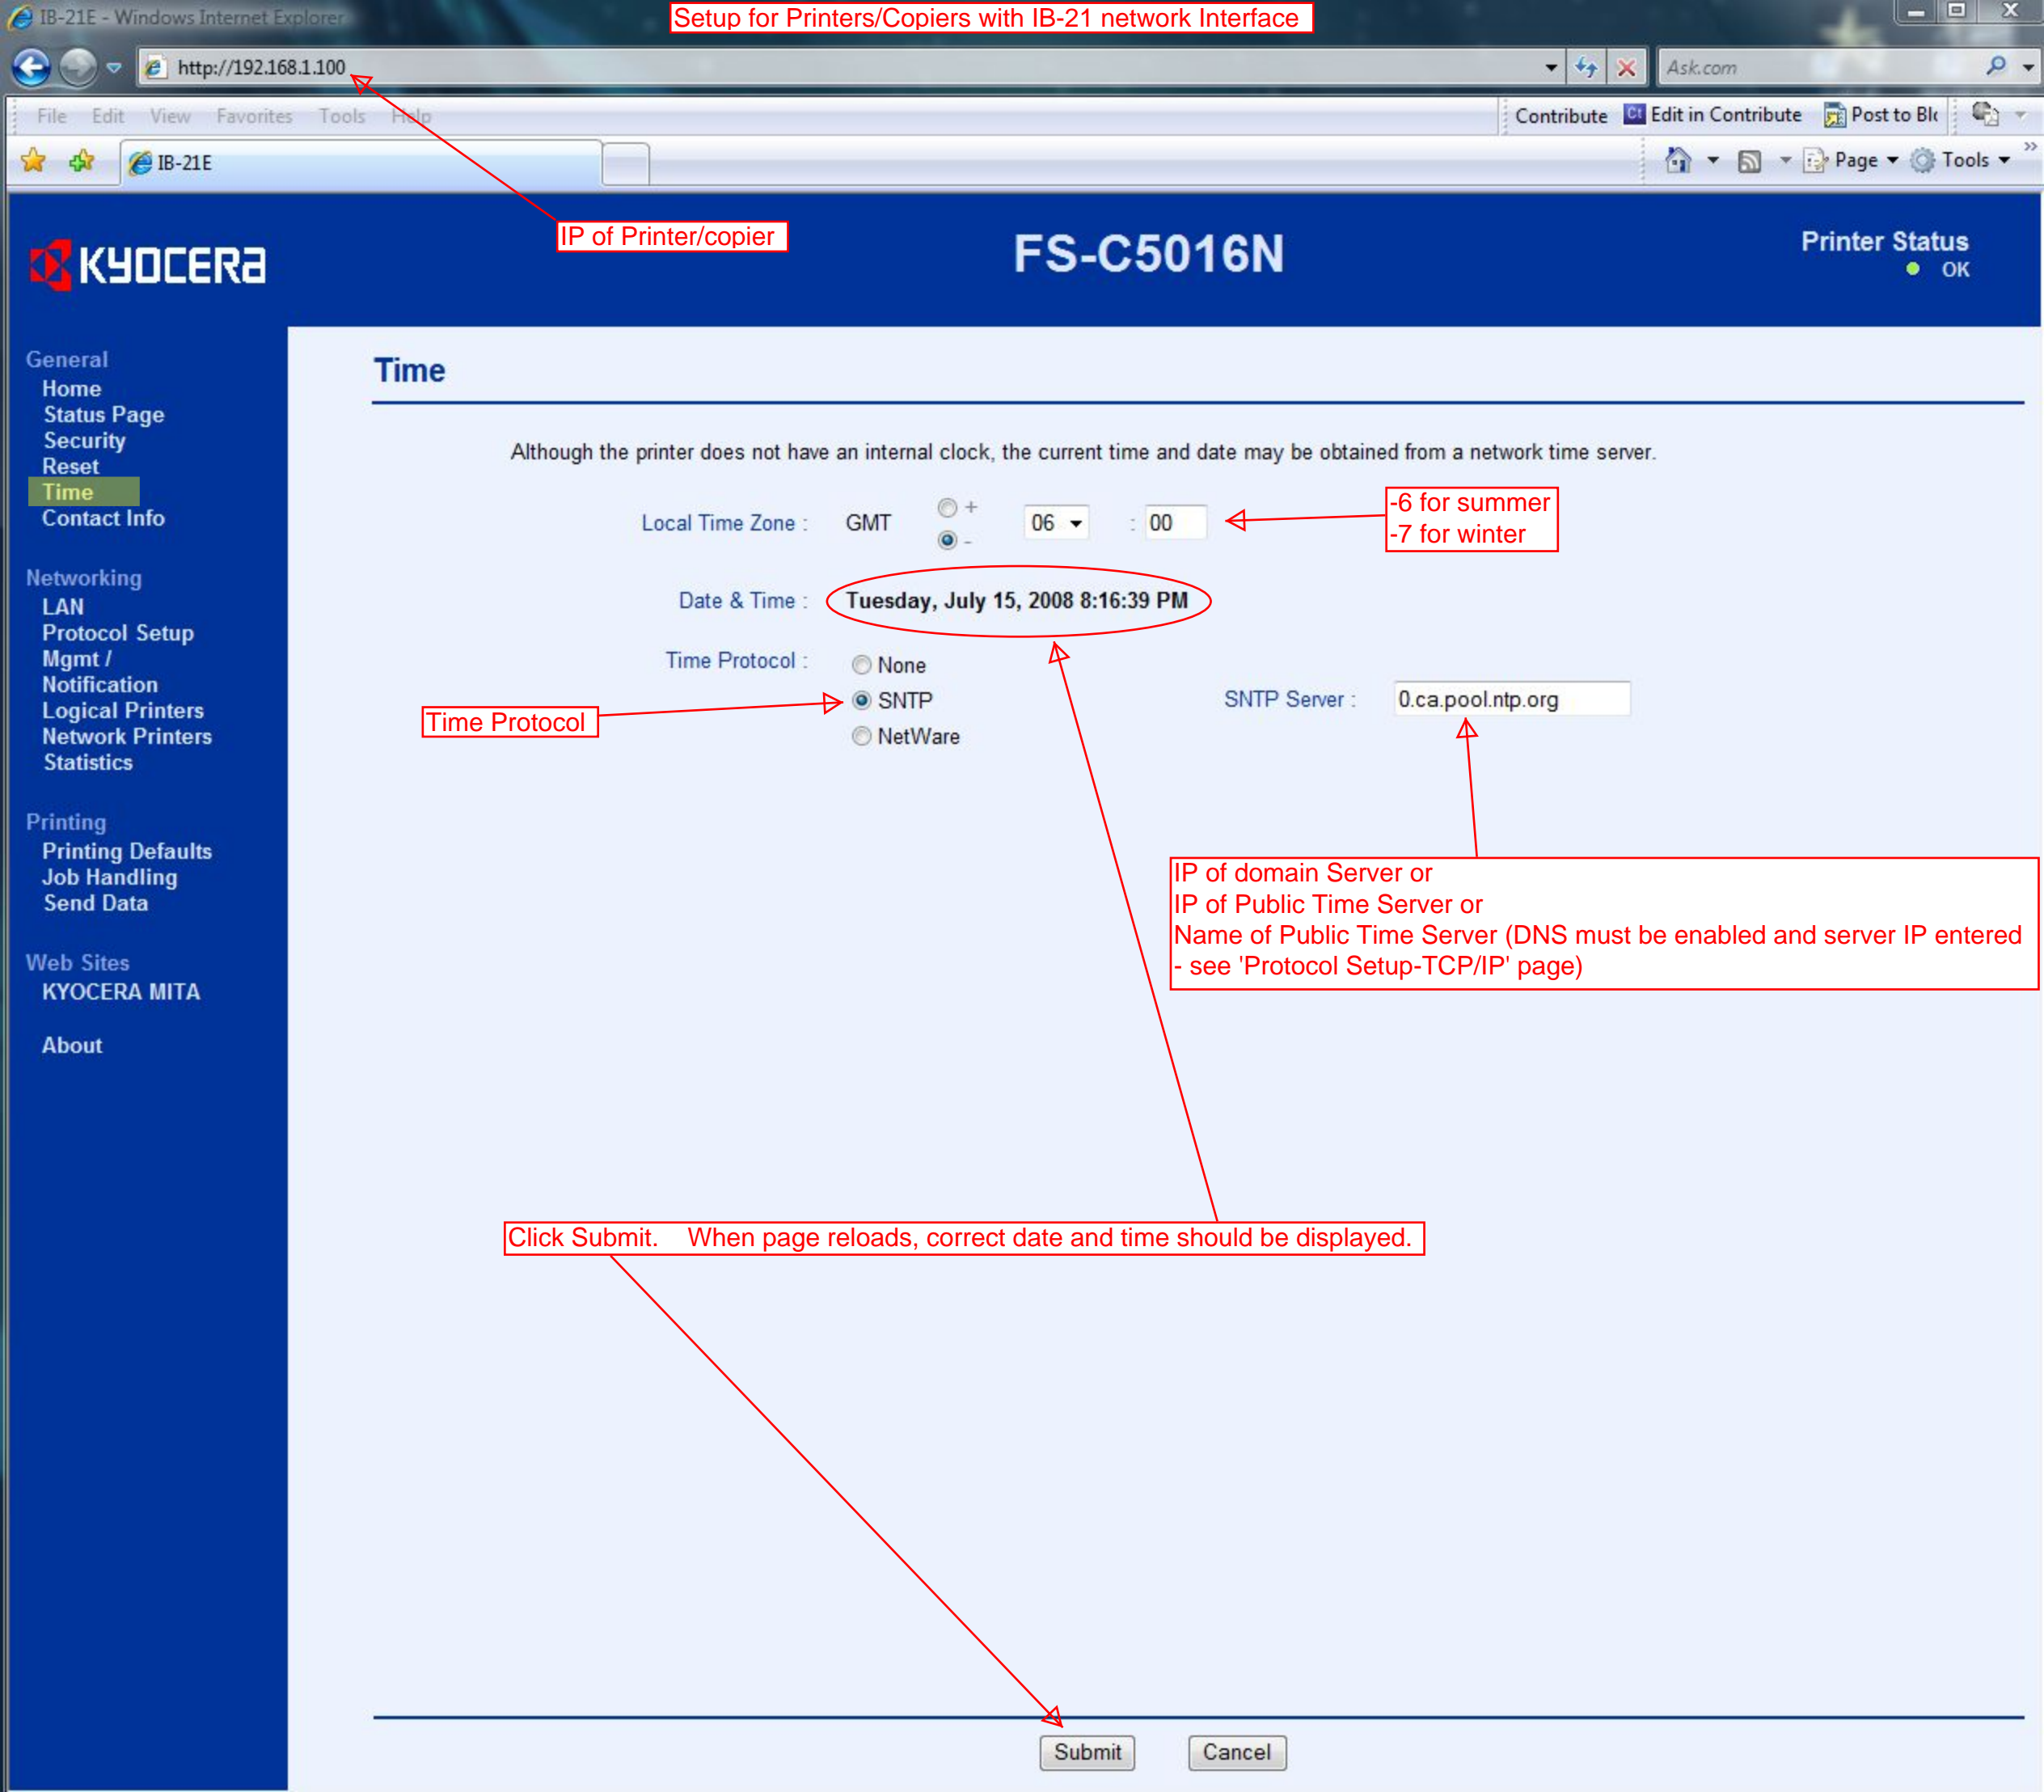 IB-21E - Windows Internet Explorer
Setup for Printers/Copiers with IB-21 network Interface
http://192.168.1.100
Ask.com
File Edit View Favorites Tools Help
Contribute Edit in Contribute Post to Blo
IB-21E
Page Tools
KYOCERA
IP of Printer/copier
FS-C5016N
Printer Status
OK
General
Home
Status Page
Security
Reset
Time
Contact Info
Networking
LAN
Protocol Setup
Mgmt /
Notification
Logical Printers
Network Printers
Statistics
Printing
Printing Defaults
Job Handling
Send Data
Web Sites
KYOCERA MITA
About
Time
Although the printer does not have an internal clock, the current time and date may be obtained from a network time server.
Local Time Zone : GMT + - 06 : 00
-6 for summer
-7 for winter
Date & Time : Tuesday, July 15, 2008 8:16:39 PM
Time Protocol : None
SNTP
NetWare
Time Protocol
SNTP Server : 0.ca.pool.ntp.org
IP of domain Server or
IP of Public Time Server or
Name of Public Time Server (DNS must be enabled and server IP entered
- see 'Protocol Setup-TCP/IP' page)
Click Submit. When page reloads, correct date and time should be displayed.
Submit Cancel